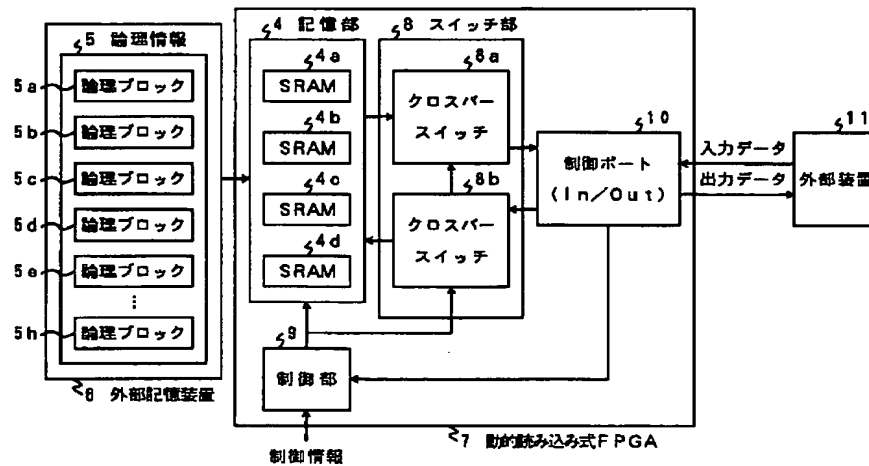 5 論理情報
5a 論理ブロック
5b 論理ブロック
5c 論理ブロック
5d 論理ブロック
5e 論理ブロック
⋮
5h 論理ブロック
6 外部記憶装置
4 記憶部
4a
SRAM
4b
SRAM
4c
SRAM
4d
SRAM
8 スイッチ部
8a
クロスバー
スイッチ
8b
クロスバー
スイッチ
9
制御部
制御情報
10
制御ポート
(In/Out)
入力データ
出力データ
11
外部装置
7 動的読み込み式FPGA